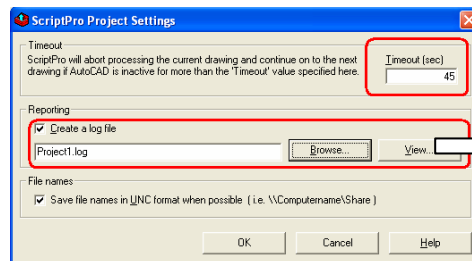 ScriptPro Project Settings
Timeout
ScriptPro will abort processing the current drawing and continue on to the next
drawing if AutoCAD is inactive for more than the 'Timeout' value specified here.
Timeout (sec)
45
Reporting
Create a log file
Project1.log
Browse...
View...
File names
Save file names in UNC format when possible ( i.e. \\Computername\Share )
OK
Cancel
Help